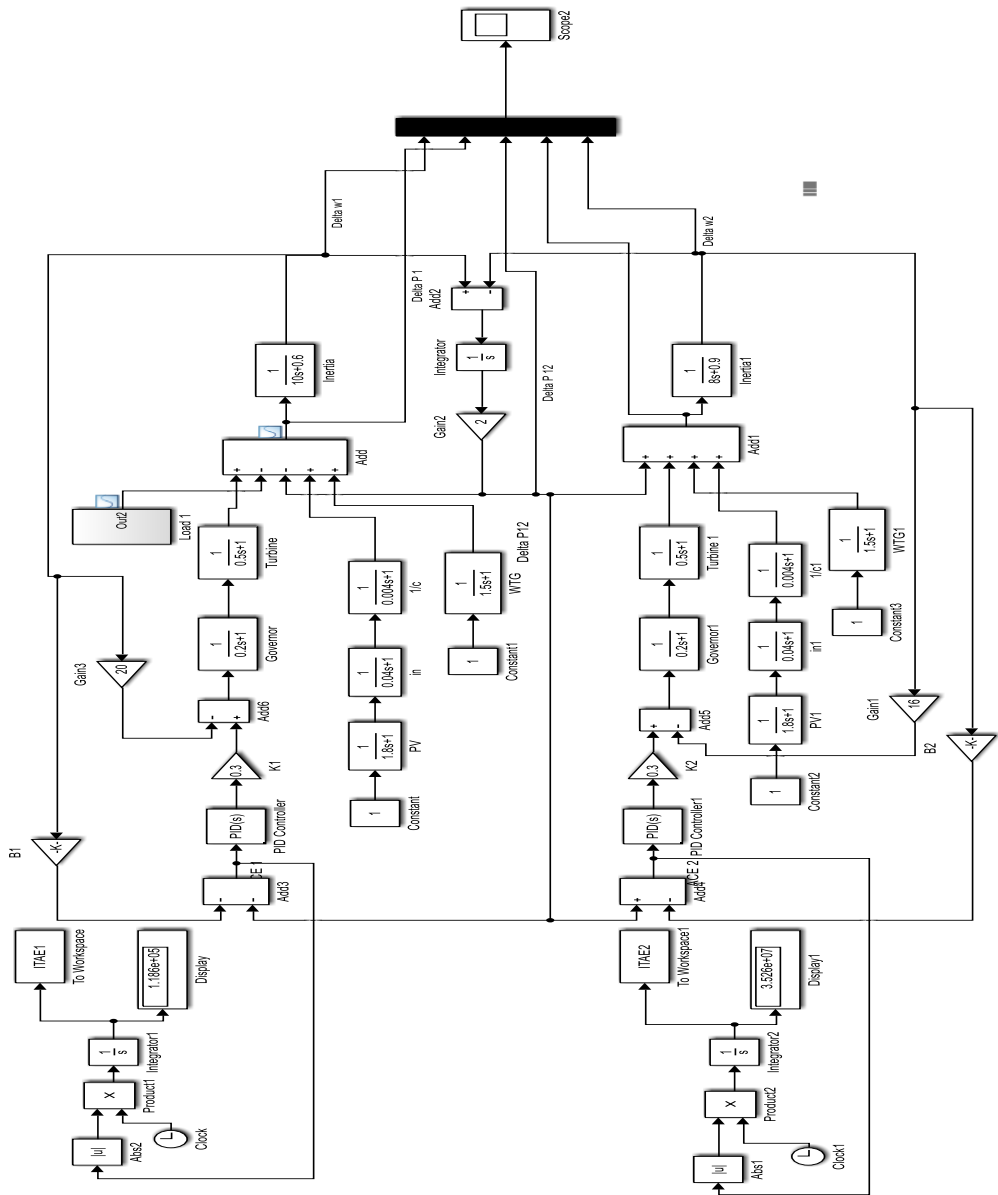 ITAE1
To Workspace
B1
-K-
Out2
Load 1
|u|
Abs2
X
Product1
1
s
Integrator1
1.186e+05
Display
Clock
Gain3
20
ACE 1
Add3
PID(s)
PID Controller
0.3
K1
Add6
1
0.2s+1
Governor
1
0.5s+1
Turbine
Add
1
10s+0.6
Inertia
Delta w1
1
Constant
1
1.8s+1
PV
1
0.04s+1
in
1
0.004s+1
1/c
Delta P 1
1
Constant1
1
1.5s+1
WTG
Delta P12
Gain2
2
Integrator
1
s
Add2
Delta P 12
Scope2
ITAE2
To Workspace1
ACE 2
Add4
PID(s)
PID Controller1
0.3
K2
Add5
1
0.2s+1
Governor1
1
0.5s+1
Turbine 1
Add1
1
8s+0.9
Inertia1
Delta w2
|u|
Abs1
X
Product2
1
s
Integrator2
3.526e+07
Display1
Clock1
1
Constant2
1
1.8s+1
PV1
1
0.04s+1
in1
1
0.004s+1
1/c1
1
Constant3
1
1.5s+1
WTG1
Gain1
16
B2
-K-